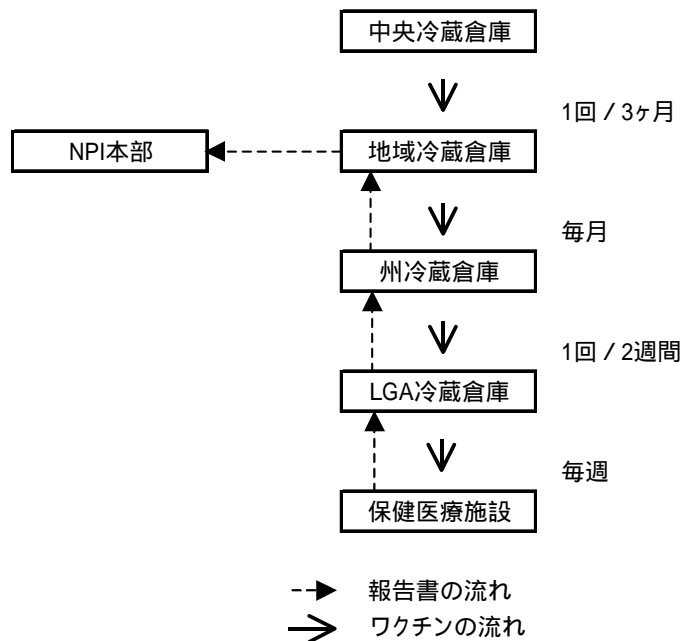 中央冷蔵倉庫
1回 / 3ヶ月
NPI本部
地域冷蔵倉庫
毎月
州冷蔵倉庫
1回 / 2週間
LGA冷蔵倉庫
毎週
保健医療施設
報告書の流れ
ワクチンの流れ